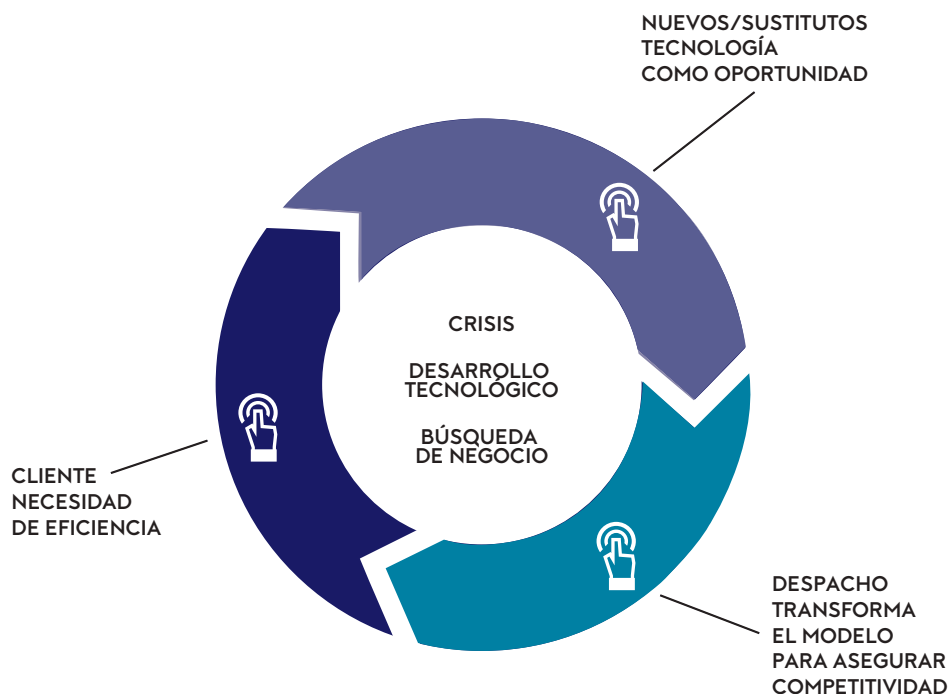 NUEVOS/SUSTITUTOS
TECNOLOGÍA
COMO OPORTUNIDAD
CRISIS
DESARROLLO
TECNOLÓGICO
BÚSQUEDA
DE NEGOCIO
CLIENTE
NECESIDAD
DE EFICIENCIA
DESPACHO
TRANSFORMA
EL MODELO
PARA ASEGURAR
COMPETITIVIDAD